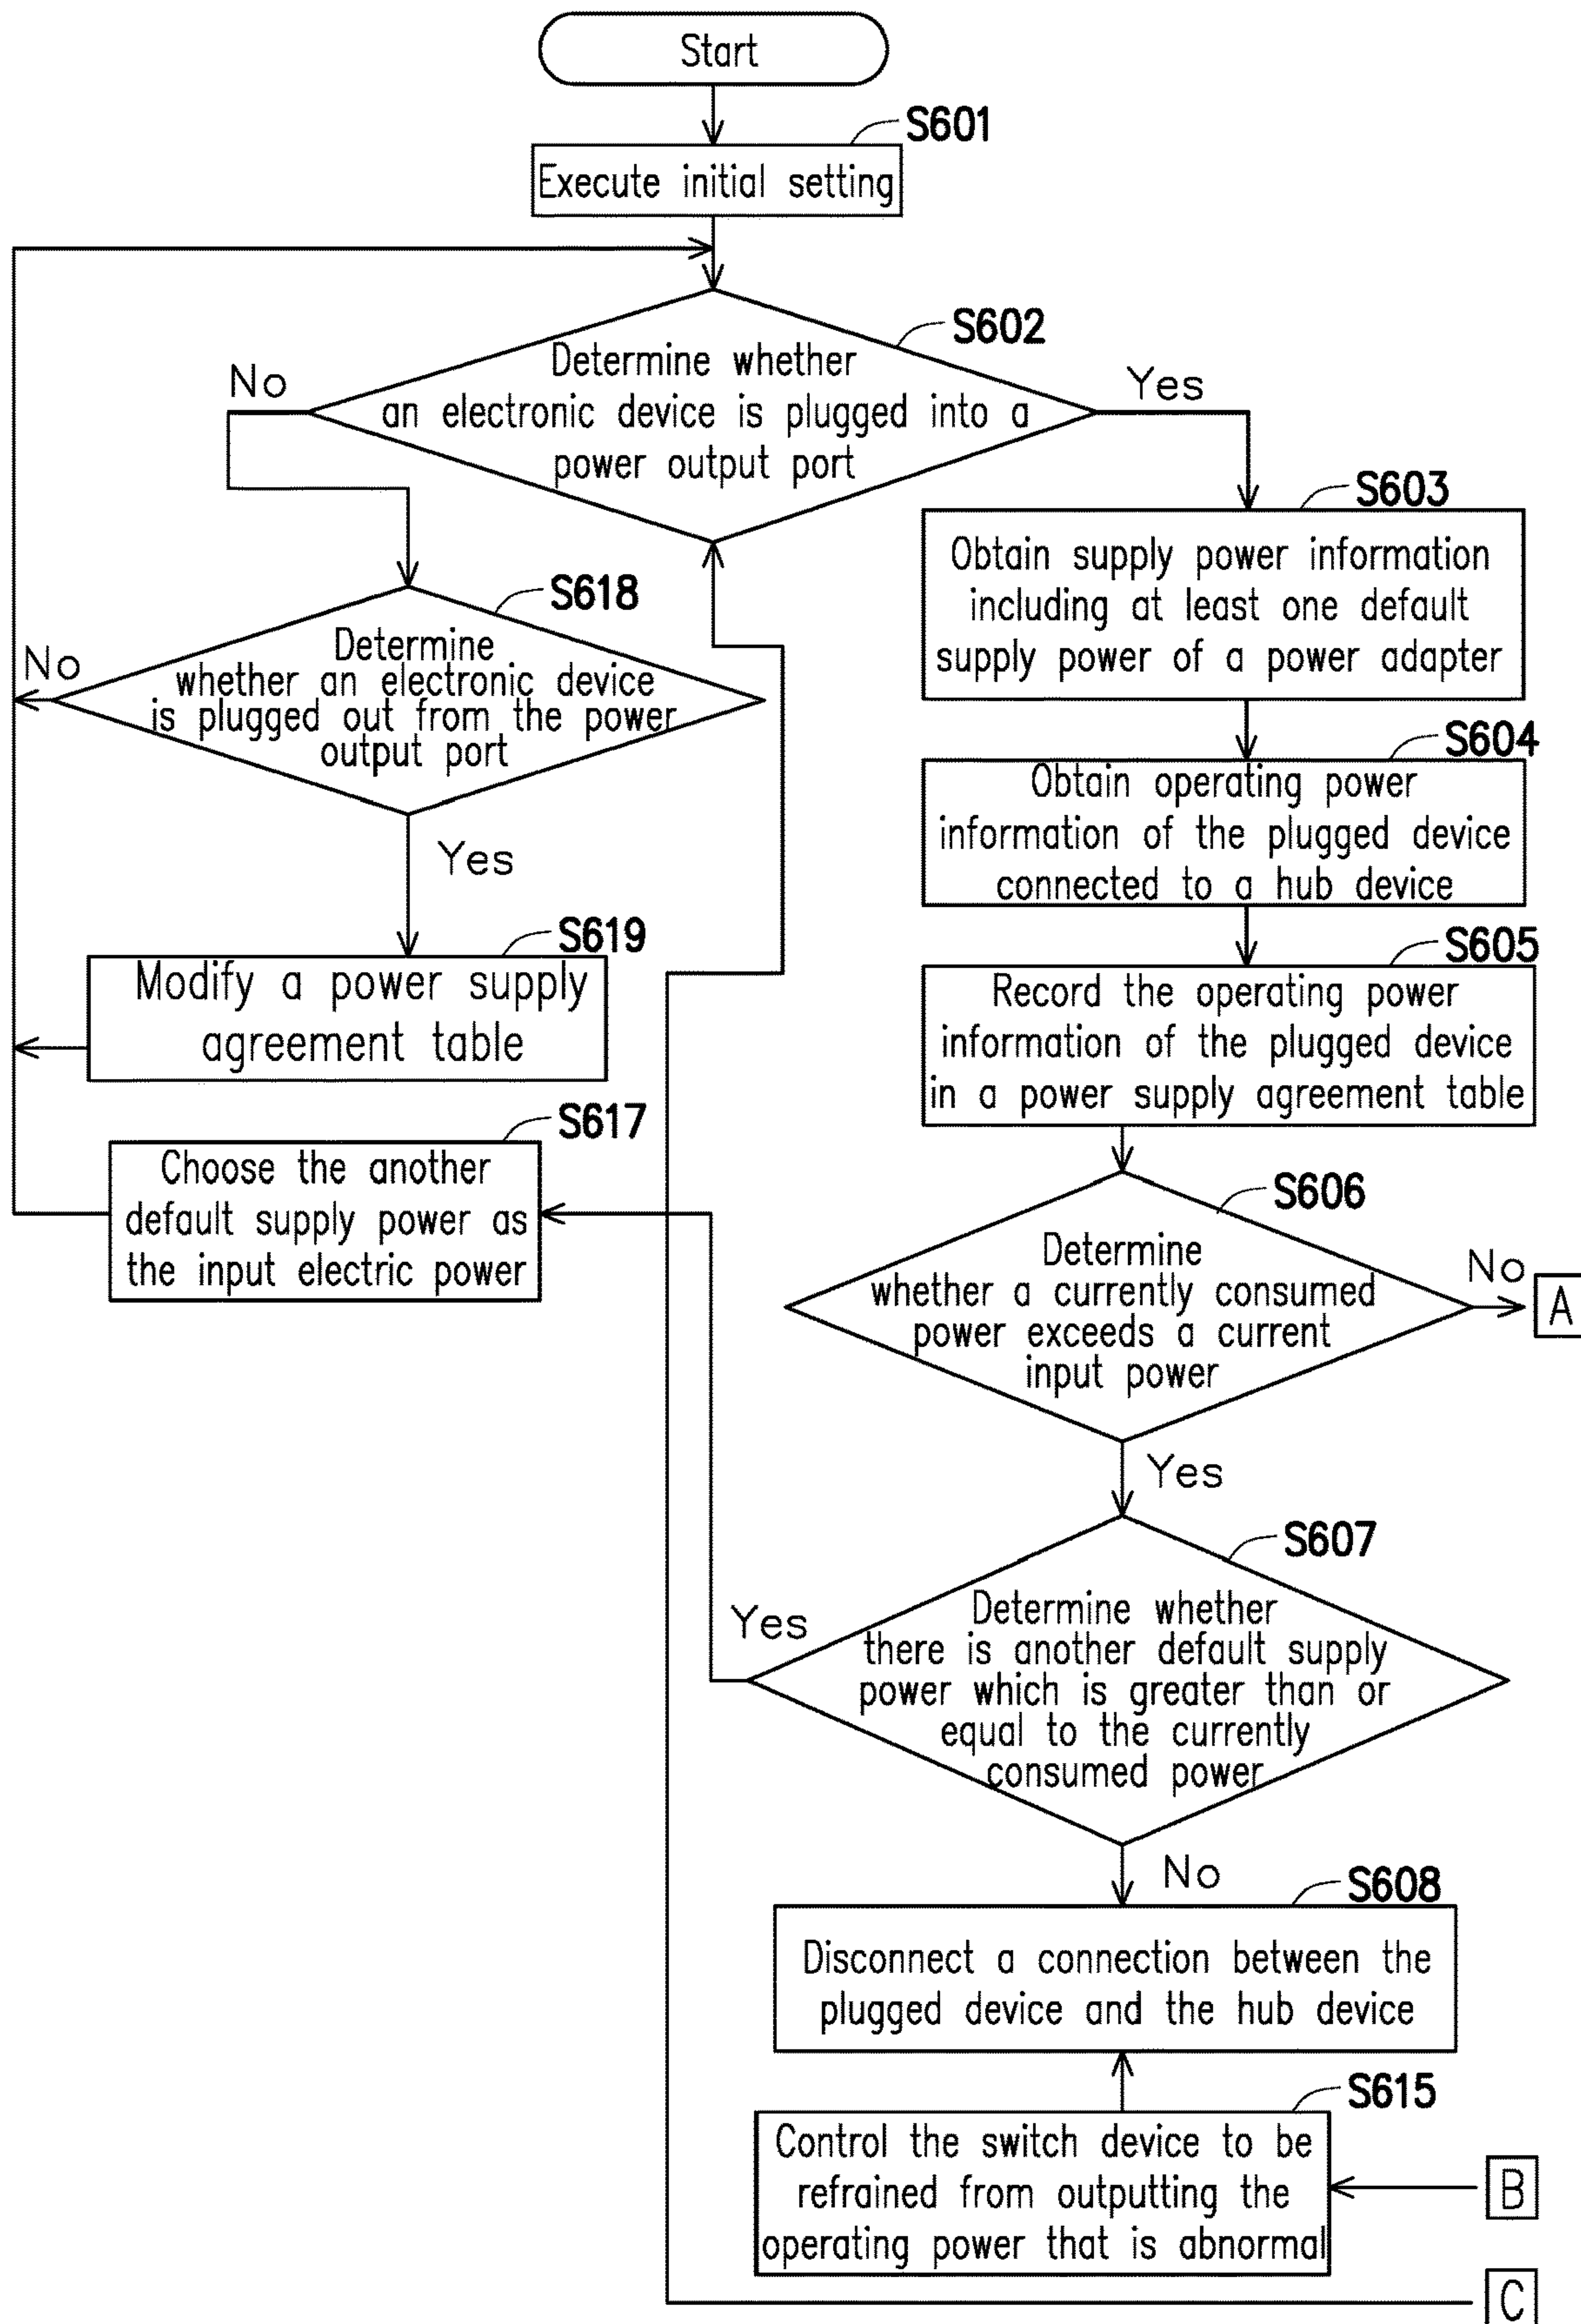 Start
S601
Execute initial setting
S602
Determine whether
an electronic device is plugged into a
power output port
No
Yes
S603
Obtain supply power information
including at least one default
supply power of a power adapter
S618
Determine
whether an electronic device
is plugged out from the power
output port
No
Yes
S604
Obtain operating power
information of the plugged device
connected to a hub device
S619
Modify a power supply
agreement table
S605
Record the operating power
information of the plugged device
in a power supply agreement table
S617
Choose the another
default supply power as
the input electric power
S606
Determine
whether a currently consumed
power exceeds a current
input power
No
A
Yes
S607
Determine whether
there is another default supply
power which is greater than or
equal to the currently
consumed power
Yes
No
S608
Disconnect a connection between the
plugged device and the hub device
S615
Control the switch device to be
refrained from outputting the
operating power that is abnormal
B
C